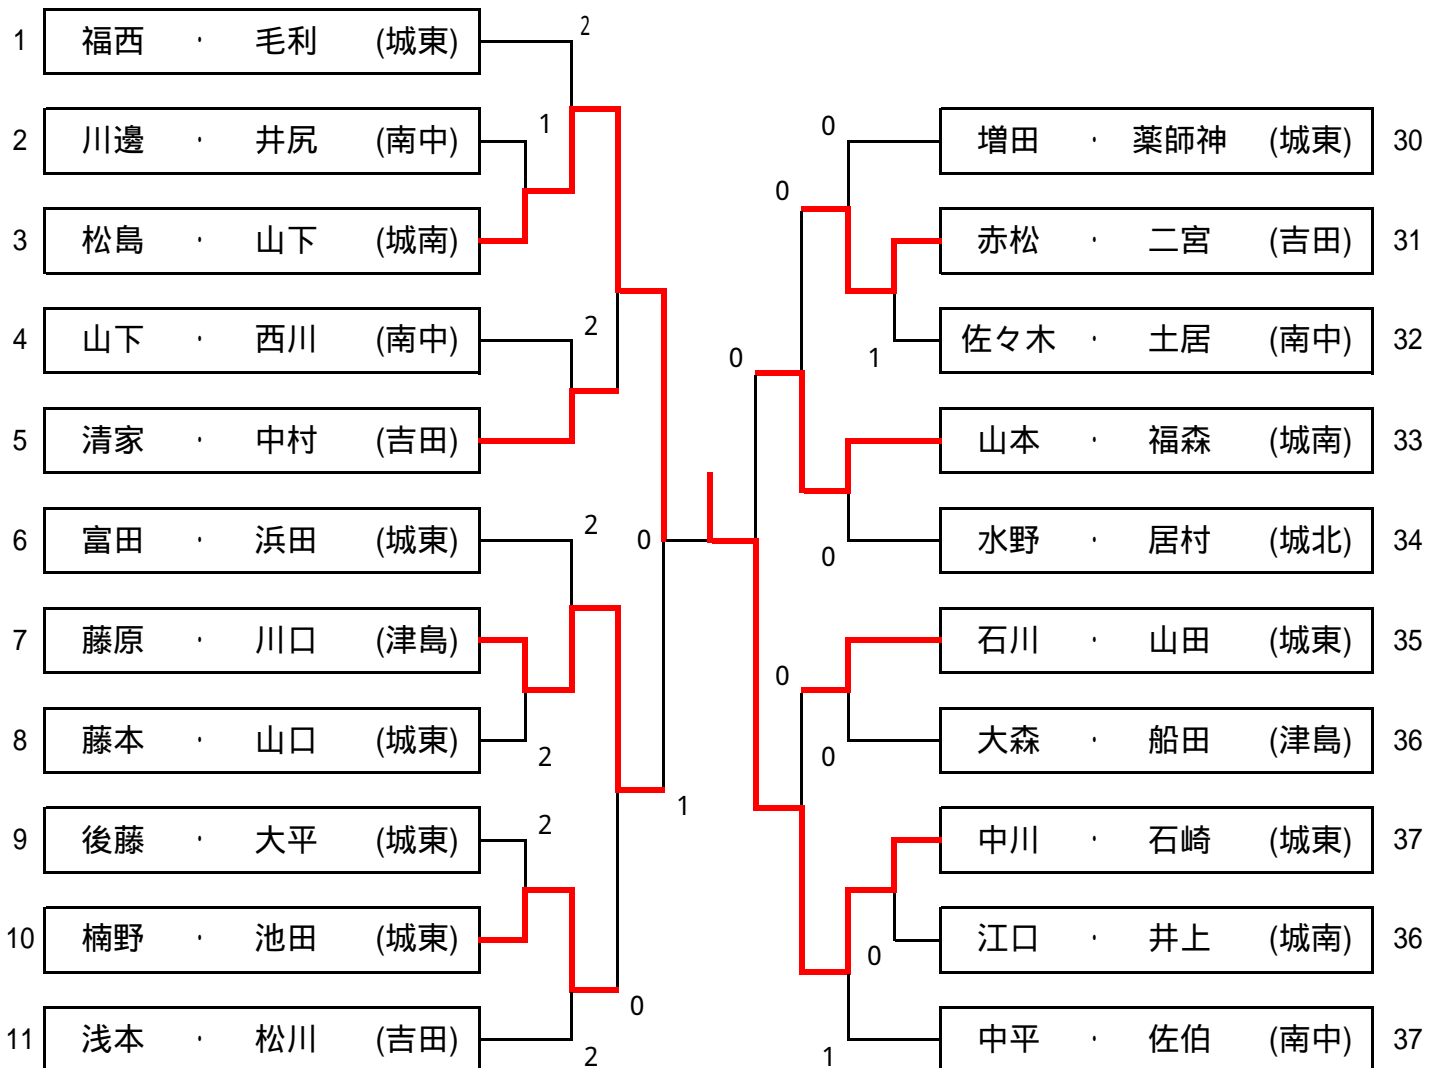 1 福西 ・ 毛利 (城東) 2
2 川邊 ・ 井尻 (南中) 1
3 松島 ・ 山下 (城南)
4 山下 ・ 西川 (南中) 2
5 清家 ・ 中村 (吉田)
6 富田 ・ 浜田 (城東) 2
0
7 藤原 ・ 川口 (津島)
8 藤本 ・ 山口 (城東) 2
1
9 後藤 ・ 大平 (城東) 2
10 楠野 ・ 池田 (城東)
0
11 浅本 ・ 松川 (吉田) 2
0 増田 ・ 薬師神 (城東) 30
0
赤松 ・ 二宮 (吉田) 31
1 佐々木 ・ 土居 (南中) 32
0
山本 ・ 福森 (城南) 33
0 水野 ・ 居村 (城北) 34
石川 ・ 山田 (城東) 35
0
0 大森 ・ 船田 (津島) 36
中川 ・ 石崎 (城東) 37
0 江口 ・ 井上 (城南) 36
1 中平 ・ 佐伯 (南中) 37